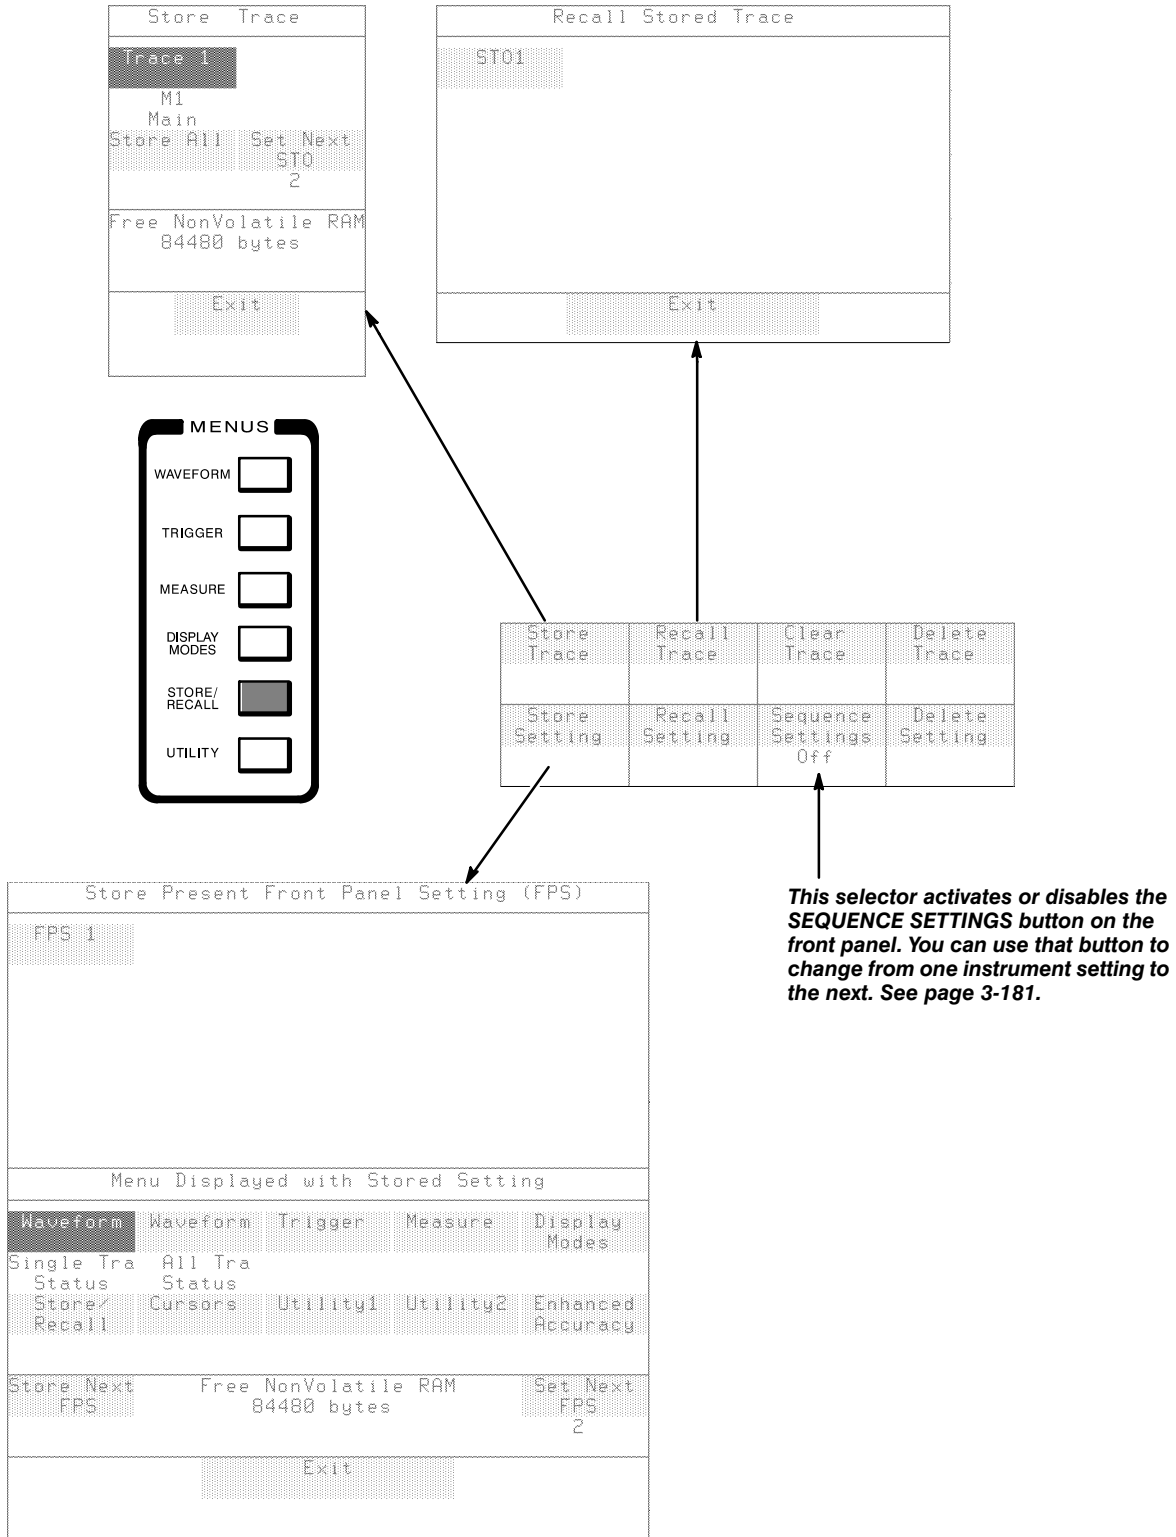 Store Trace
Trace 1
M1
Main
Store All Set Next
STO
2
Free NonVolatile RAM
84480 bytes
Exit
Recall Stored Trace
STO1
Exit
MENUS
WAVEFORM
TRIGGER
MEASURE
DISPLAY
MODES
STORE/
RECALL
UTILITY
Store Recall Clear Delete
Trace Trace Trace Trace
Store Recall Sequence Delete
Setting Setting Settings Setting
Off
This selector activates or disables the
SEQUENCE SETTINGS button on the
front panel. You can use that button to
change from one instrument setting to
the next. See page 3-181.
Store Present Front Panel Setting (FPS)
FPS 1
Menu Displayed with Stored Setting
Waveform Waveform Trigger Measure Display
Modes
Single Tra All Tra
Status Status
Store/ Cursors Utility1 Utility2 Enhanced
Recall Accuracy
Store Next Free NonVolatile RAM Set Next
FPS 84480 bytes FPS
2
Exit